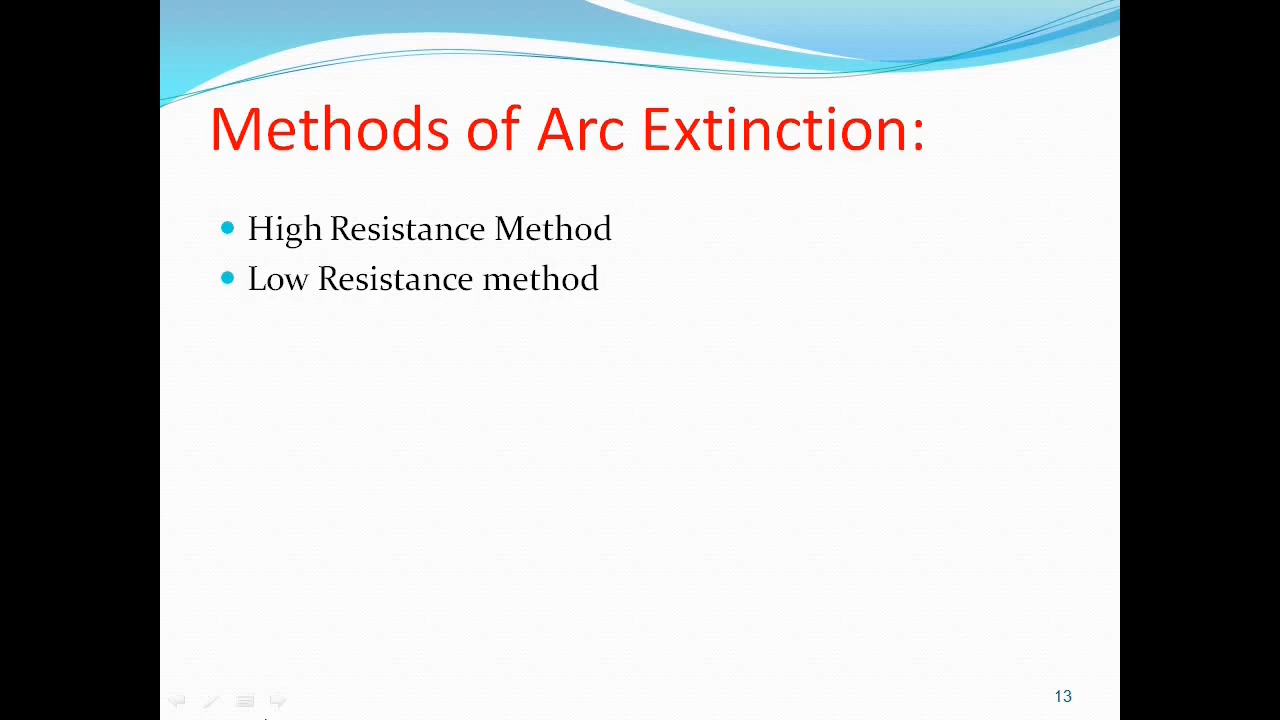 Methods of Arc Extinction:
• High Resistance Method
• Low Resistance method
13